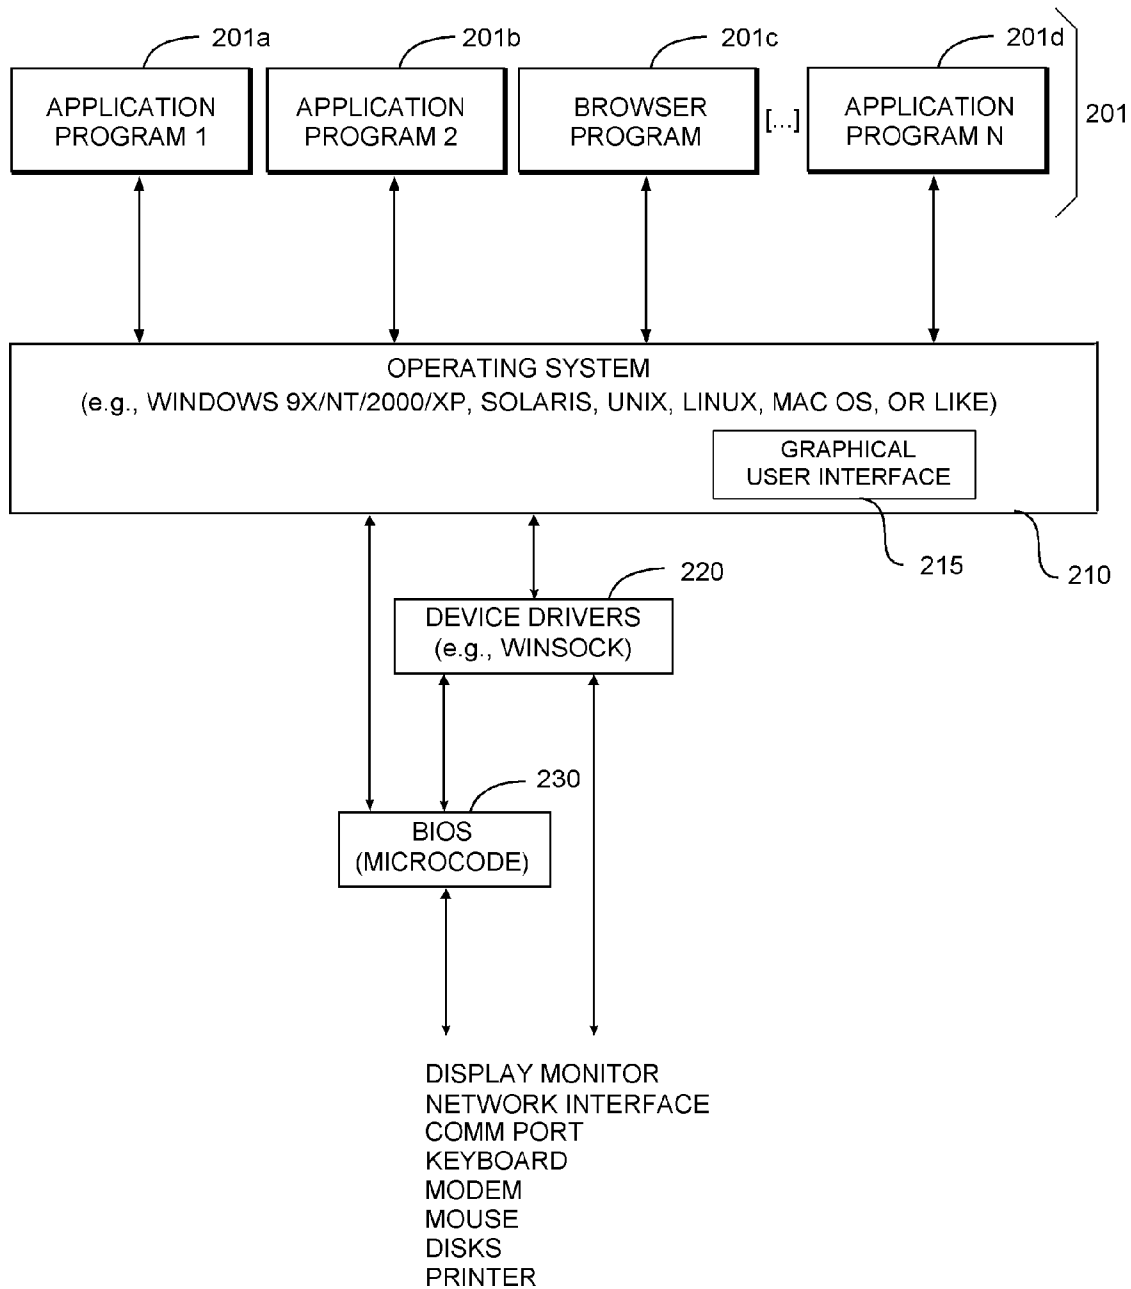 201a
201b
201c
201d
APPLICATION
PROGRAM 1
APPLICATION
PROGRAM 2
BROWSER
PROGRAM
[...]
APPLICATION
PROGRAM N
201
OPERATING SYSTEM
(e.g., WINDOWS 9X/NT/2000/XP, SOLARIS, UNIX, LINUX, MAC OS, OR LIKE)
GRAPHICAL
USER INTERFACE
215
210
220
DEVICE DRIVERS
(e.g., WINSOCK)
230
BIOS
(MICROCODE)
DISPLAY MONITOR
NETWORK INTERFACE
COMM PORT
KEYBOARD
MODEM
MOUSE
DISKS
PRINTER